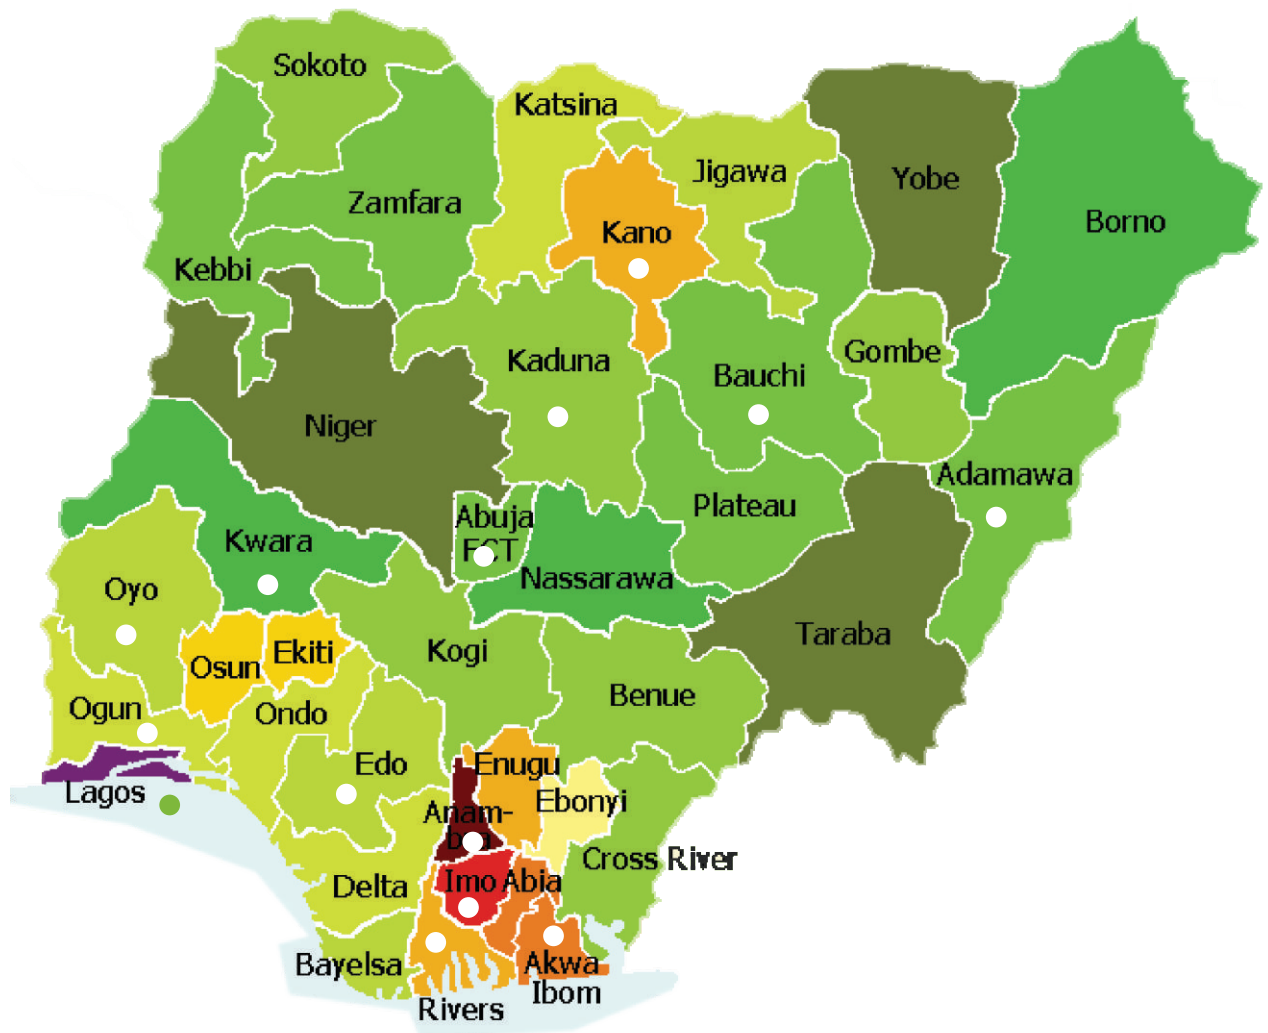 Sokoto
Katsina
Jigawa
Yobe
Zamfara
Borno
Kano
Kebbi
Gombe
Kaduna
Bauchi
Niger
Adamawa
Plateau
Abuja
FCT
Kwara
Nassarawa
Oyo
Taraba
Kogi
Ekiti
Osun
Benue
Ogun
Ondo
Edo
Enugu
Lagos
Ebonyi
Anam-
bra
Cross River
Imo
Abia
Delta
Bayelsa
Akwa
Ibom
Rivers